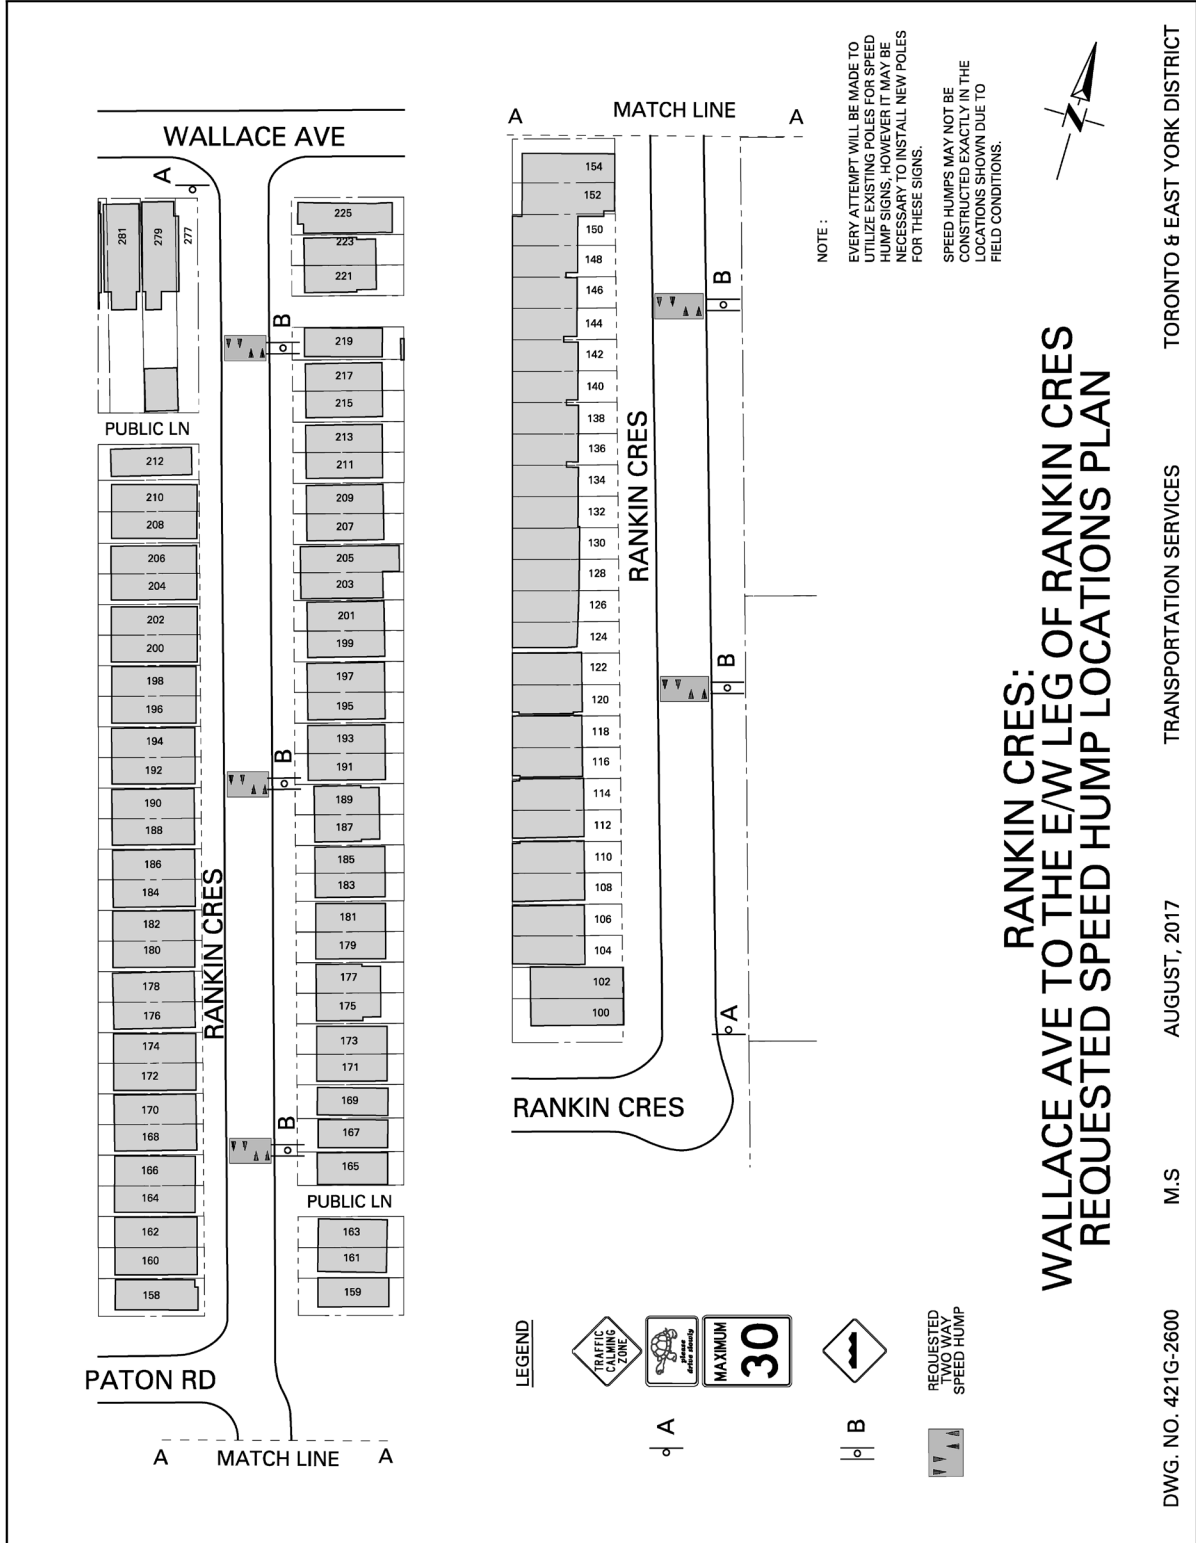 WALLACE AVE
A
281
279
277
225
223
221
B
219
217
215
213
211
209
207
205
203
201
199
197
195
193
191
B
189
187
185
183
181
179
177
175
173
171
169
167
B
165
PUBLIC LN
163
161
159
PUBLIC LN
212
210
208
206
204
202
200
198
196
194
192
190
188
186
184
182
180
178
176
174
172
170
168
166
164
162
160
158
RANKIN CRES
PATON RD
A MATCH LINE A
A MATCH LINE A
154
152
150
148
146
144
142
140
138
136
134
132
130
128
126
124
122
120
118
116
114
112
110
108
106
104
102
100
RANKIN CRES
B
B
A
RANKIN CRES
NOTE :
EVERY ATTEMPT WILL BE MADE TO
UTILIZE EXISTING POLES FOR SPEED
HUMP SIGNS, HOWEVER IT MAY BE
NECESSARY TO INSTALL NEW POLES
FOR THESE SIGNS.
SPEED HUMPS MAY NOT BE
CONSTRUCTED EXACTLY IN THE
LOCATIONS SHOWN DUE TO
FIELD CONDITIONS.
N
LEGEND
A
TRAFFIC
CALMING
ZONE
please
drive slowly
MAXIMUM
30
B
REQUESTED
TWO WAY
SPEED HUMP
RANKIN CRES:
WALLACE AVE TO THE E/W LEG OF RANKIN CRES
REQUESTED SPEED HUMP LOCATIONS PLAN
DWG. NO. 421G-2600 M.S AUGUST, 2017 TRANSPORTATION SERVICES TORONTO & EAST YORK DISTRICT